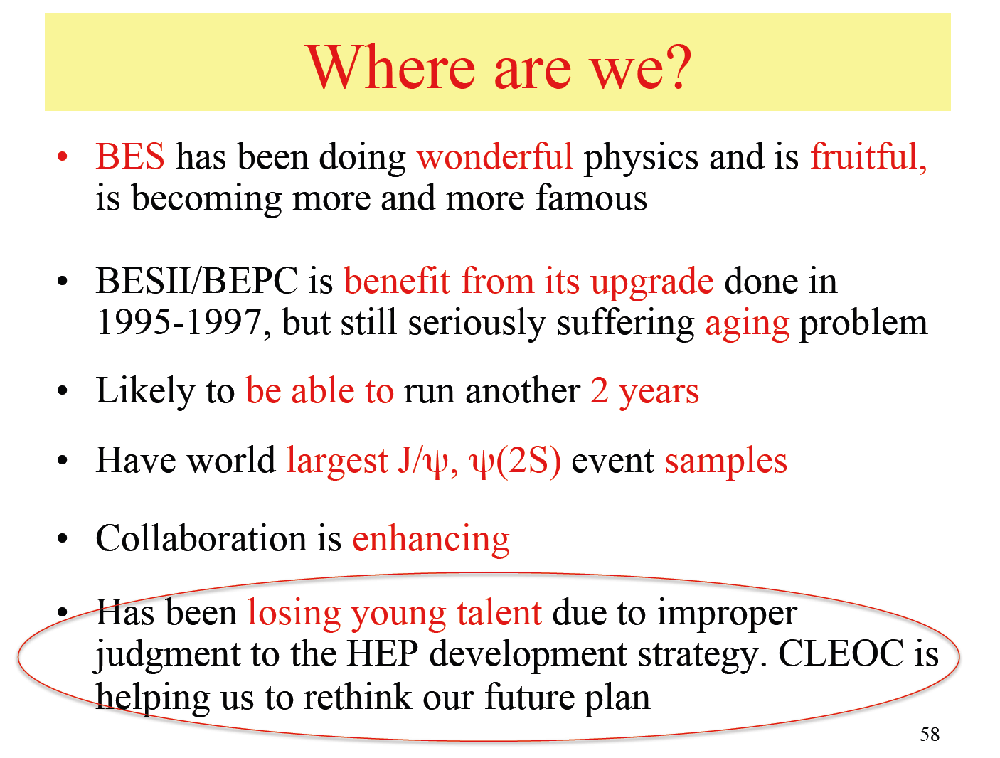 Where are we?
• BES has been doing wonderful physics and is fruitful,
is becoming more and more famous
• BESII/BEPC is benefit from its upgrade done in
1995-1997, but still seriously suffering aging problem
• Likely to be able to run another 2 years
• Have world largest J/ψ, ψ(2S) event samples
• Collaboration is enhancing
• Has been losing young talent due to improper
judgment to the HEP development strategy. CLEOC is
helping us to rethink our future plan
58